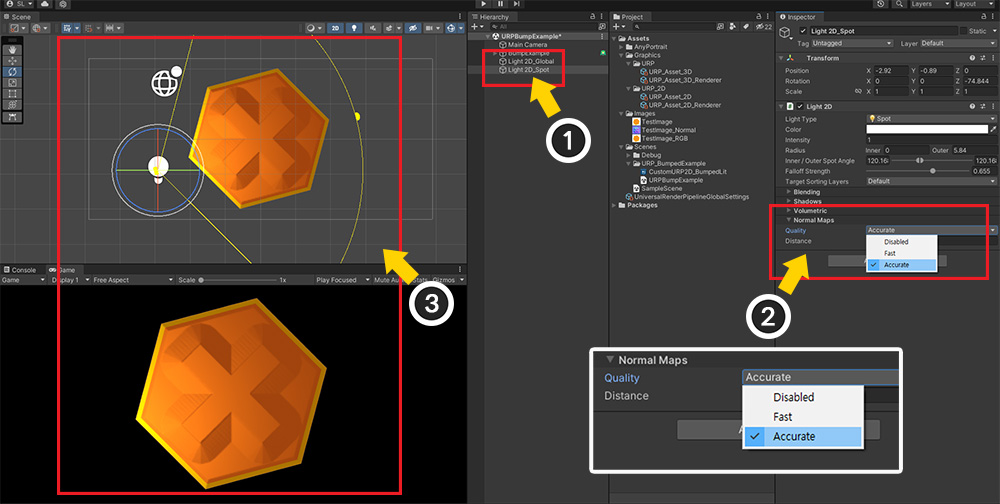 SL
Layers
Layout
Scene
2D
Console
Game
Game
Display 1
Free Aspect
Scale
1x
Play Focused
Mute Audio
Stats
Gizmos
Hierarchy
All
URPBumpExample*
Main Camera
BumpExample
Light 2D_Global
Light 2D_Spot
Project
22
Assets
AnyPortrait
Graphics
URP
URP_Asset_3D
URP_Asset_3D_Renderer
URP_2D
URP_Asset_2D
URP_Asset_2D_Renderer
Images
TestImage
TestImage_Normal
TestImage_RGB
Scenes
Debug
URP_BumpedExample
CustomURP2D_BumpedLit
URPBumpExample
SampleScene
UniversalRenderPipelineGlobalSettings
Packages
Inspector
Light 2D_Spot
Static
Tag Untagged Layer Default
Transform
Position X -2.92 Y -0.89 Z 0
Rotation X 0 Y 0 Z -74.844
Scale X 1 Y 1 Z 1
Light 2D
Light Type Spot
Color
Intensity 1
Radius Inner 0 Outer 5.84
Inner / Outer Spot Angle 120.168 120.168
Falloff Strength 0.655
Target Sorting Layers Default
Blending
Shadows
Volumetric
Normal Maps
Quality Accurate
Distance
Disabled
Fast
Accurate
1
2
3
Normal Maps
Quality Accurate
Distance
Disabled
Fast
Accurate